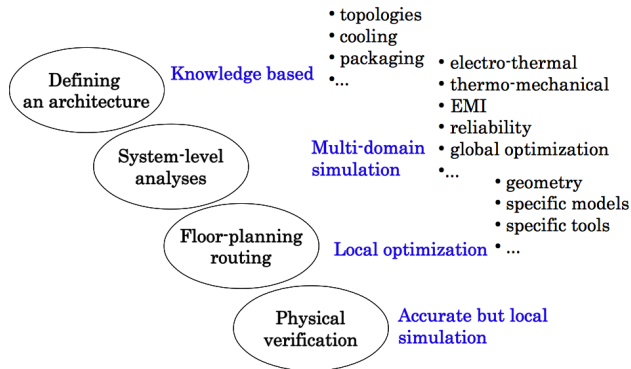 • topologies
• cooling
• packaging
•...
Defining
an architecture
Knowledge based
• electro-thermal
• thermo-mechanical
• EMI
• reliability
• global optimization
•...
System-level
analyses
Multi-domain
simulation
• geometry
• specific models
• specific tools
• ...
Floor-planning
routing
Local optimization
Physical
verification
Accurate but local
simulation